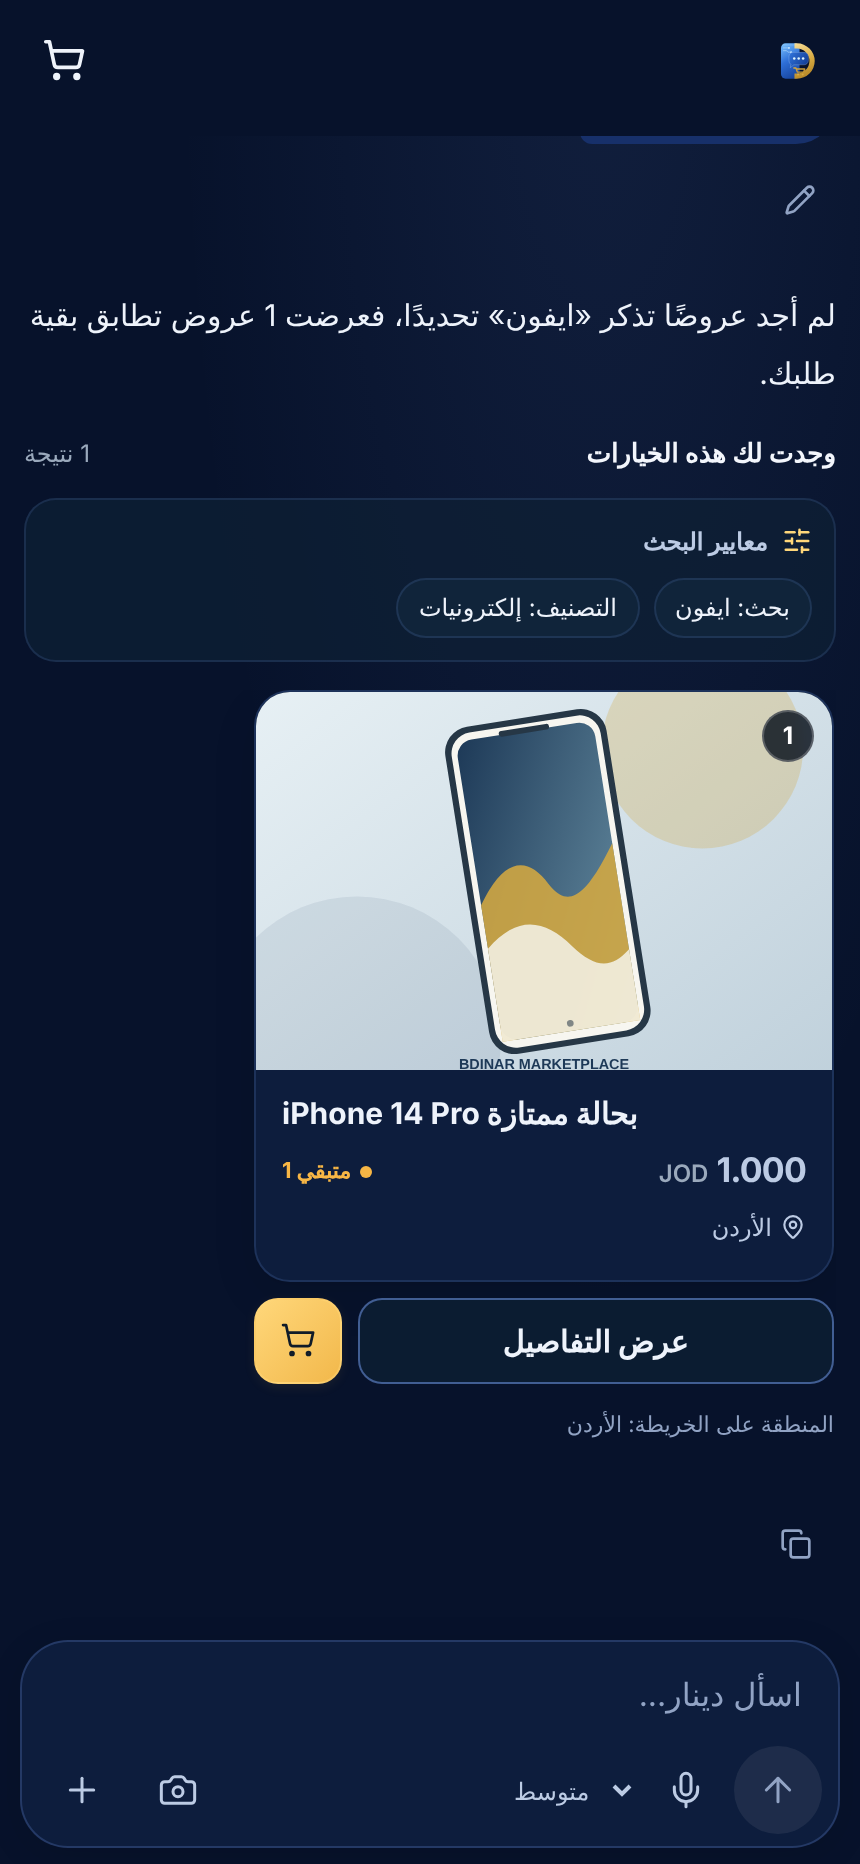 لم أجد عروضًا تذكر «ايفون» تحديدًا، فعرضت 1 عروض تطابق بقية
طلبك.
وجدت لك هذه الخيارات
1 نتيجة
معايير البحث
بحث: ايفون
التصنيف: إلكترونيات
1
BDINAR MARKETPLACE
iPhone 14 Pro بحالة ممتازة
1.000 JOD
متبقي 1
الأردن
عرض التفاصيل
المنطقة على الخريطة: الأردن
اسأل دينار...
متوسط